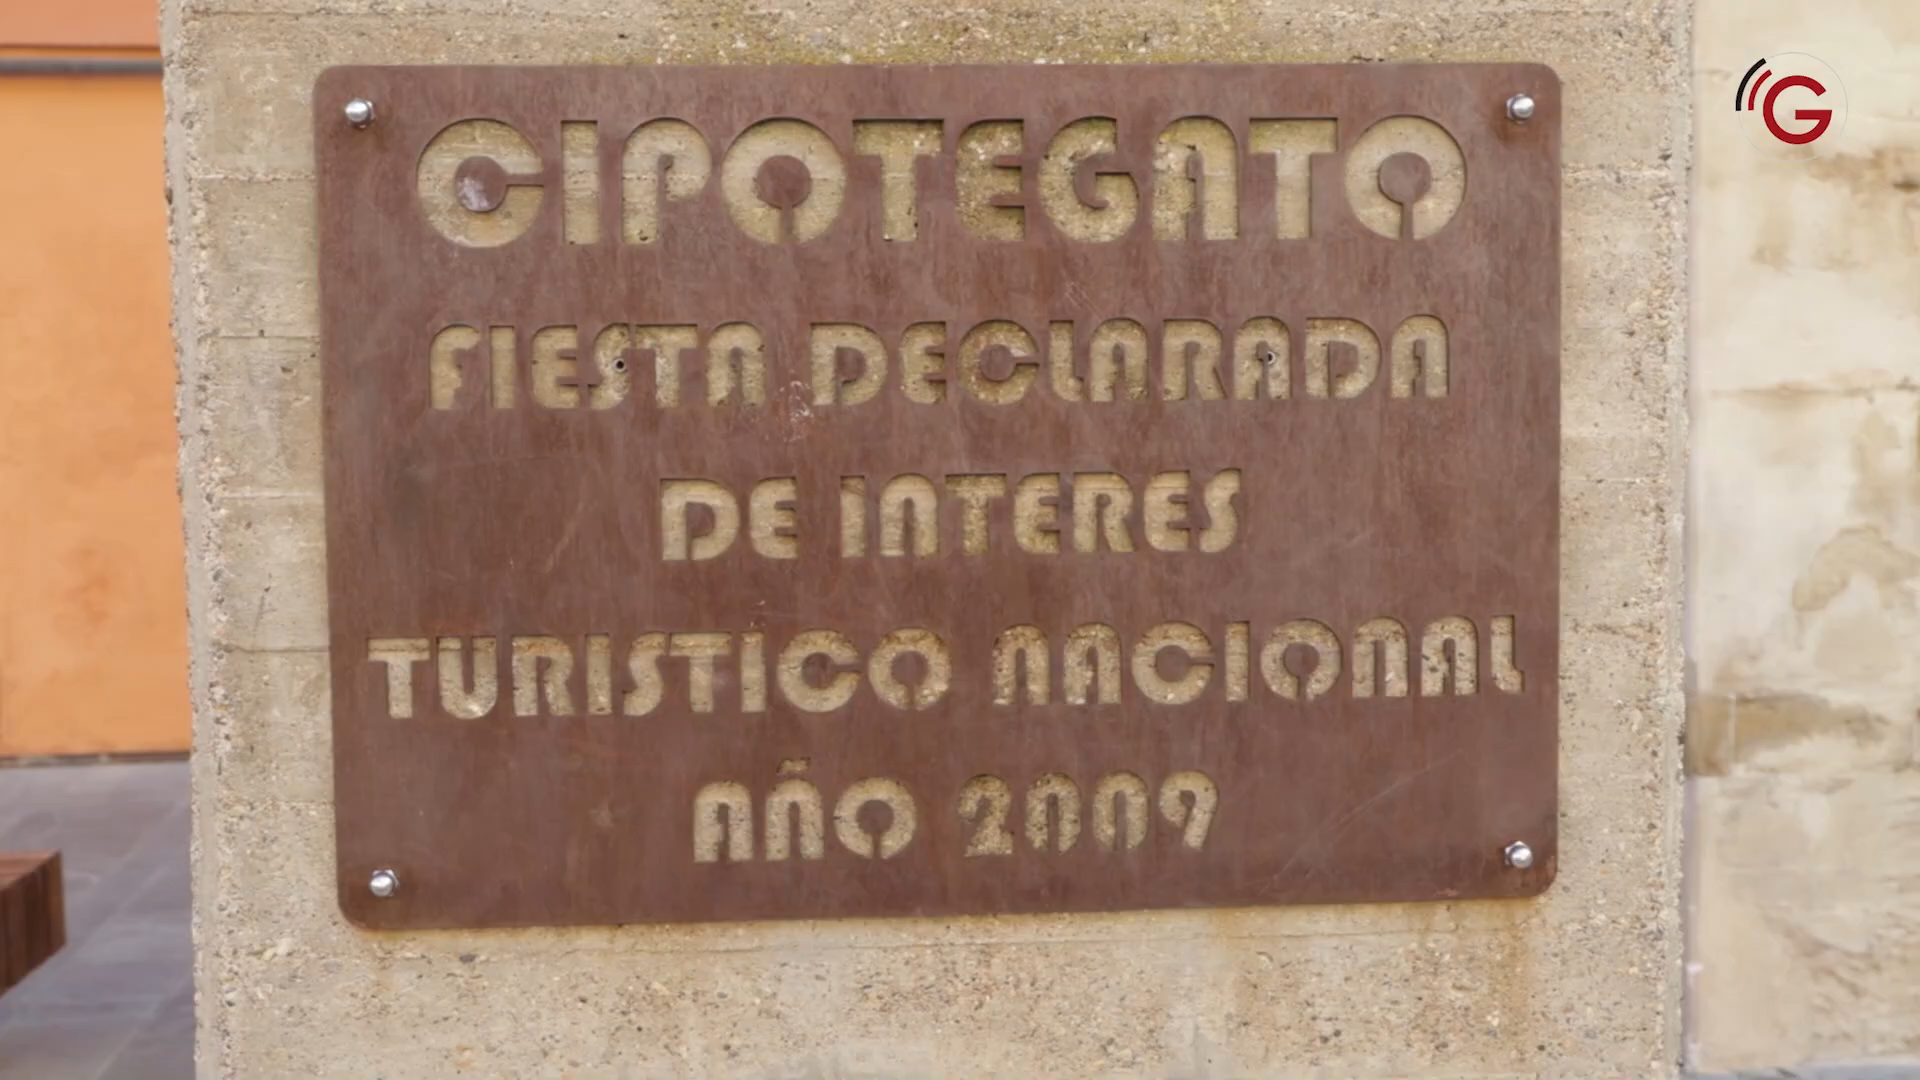 CIPOTEGATO
FIESTA DECLARADA
DE INTERES
TURISTICO NACIONAL
AÑO 2009
G